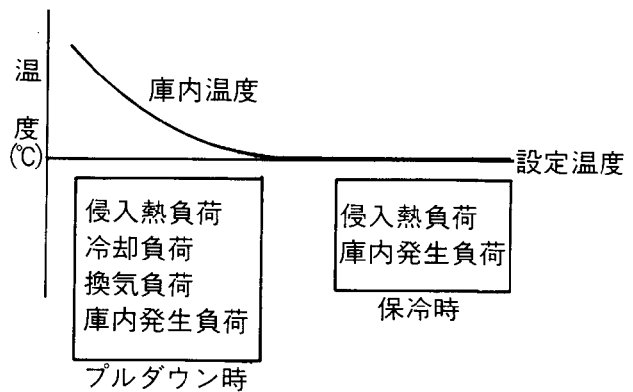 温度(℃)
庫内温度
設定温度
侵入熱負荷
冷却負荷
換気負荷
庫内発生負荷
プルダウン時
侵入熱負荷
庫内発生負荷
保冷時